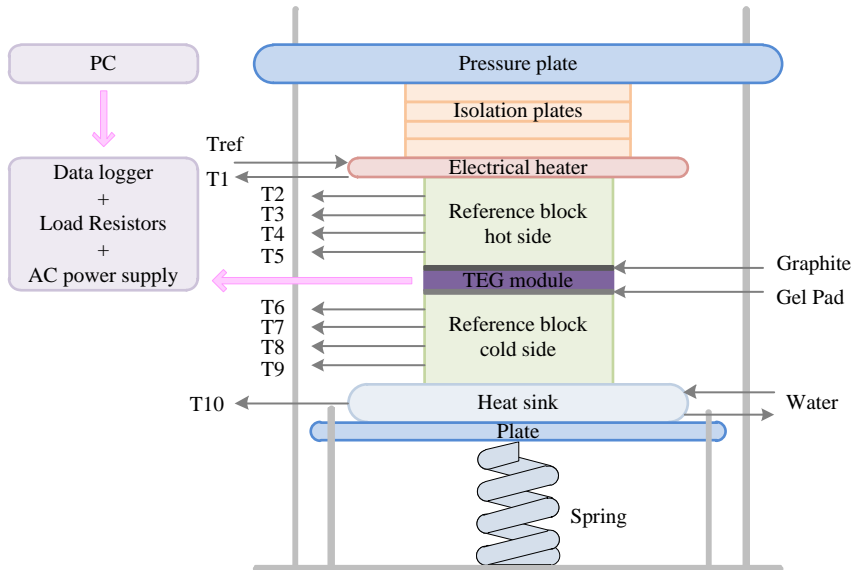 PC
Pressure plate
Isolation plates
Tref
Electrical heater
T1
Data logger
+
Load Resistors
+
AC power supply
T2
T3
T4
T5
Reference block
hot side
Graphite
TEG module
Gel Pad
T6
T7
T8
T9
Reference block
cold side
T10
Heat sink
Water
Plate
Spring